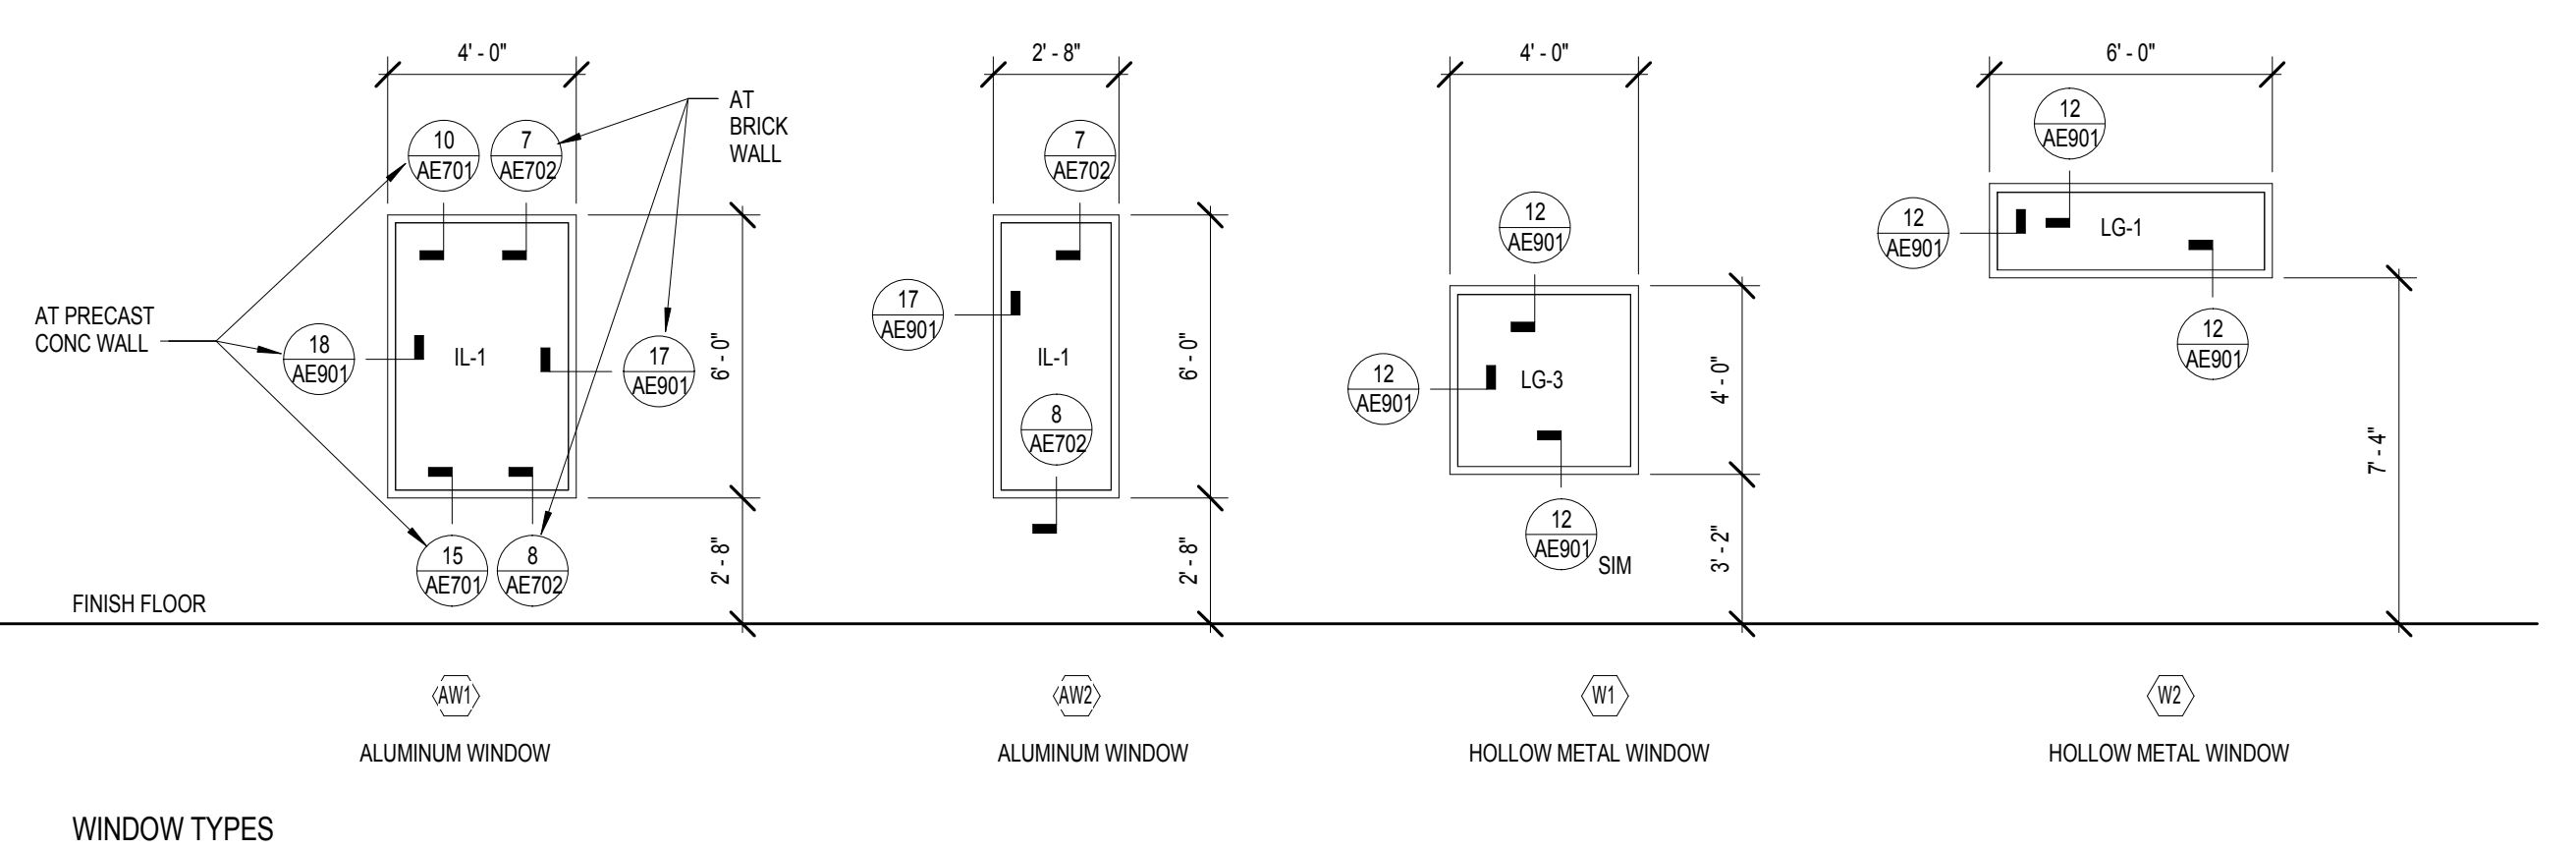 4' - 0"
2' - 8"
4' - 0"
6' - 0"
AT
BRICK
WALL
10
AE701
7
AE702
7
AE702
12
AE901
12
AE901
12
AE901
LG-1
12
AE901
AT PRECAST
CONC WALL
18
AE901
IL-1
17
AE901
6' - 0"
17
AE901
IL-1
8
AE702
6' - 0"
12
AE901
LG-3
4' - 0"
12
AE901
7' - 4"
15
AE701
8
AE702
2' - 8"
2' - 8"
12
AE901
SIM
3' - 2"
FINISH FLOOR
AW1
AW2
W1
W2
ALUMINUM WINDOW
ALUMINUM WINDOW
HOLLOW METAL WINDOW
HOLLOW METAL WINDOW
WINDOW TYPES